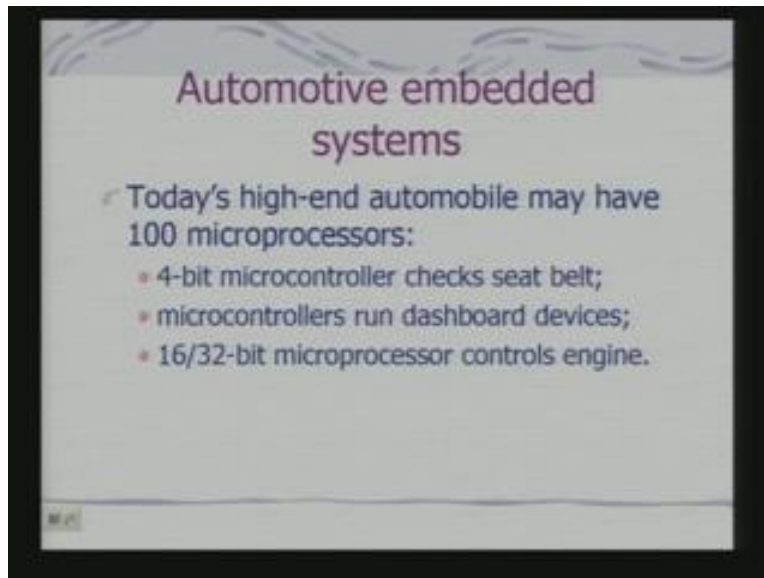 Automotive embedded
systems
Today's high-end automobile may have
100 microprocessors:
• 4-bit microcontroller checks seat belt;
• microcontrollers run dashboard devices;
• 16/32-bit microprocessor controls engine.